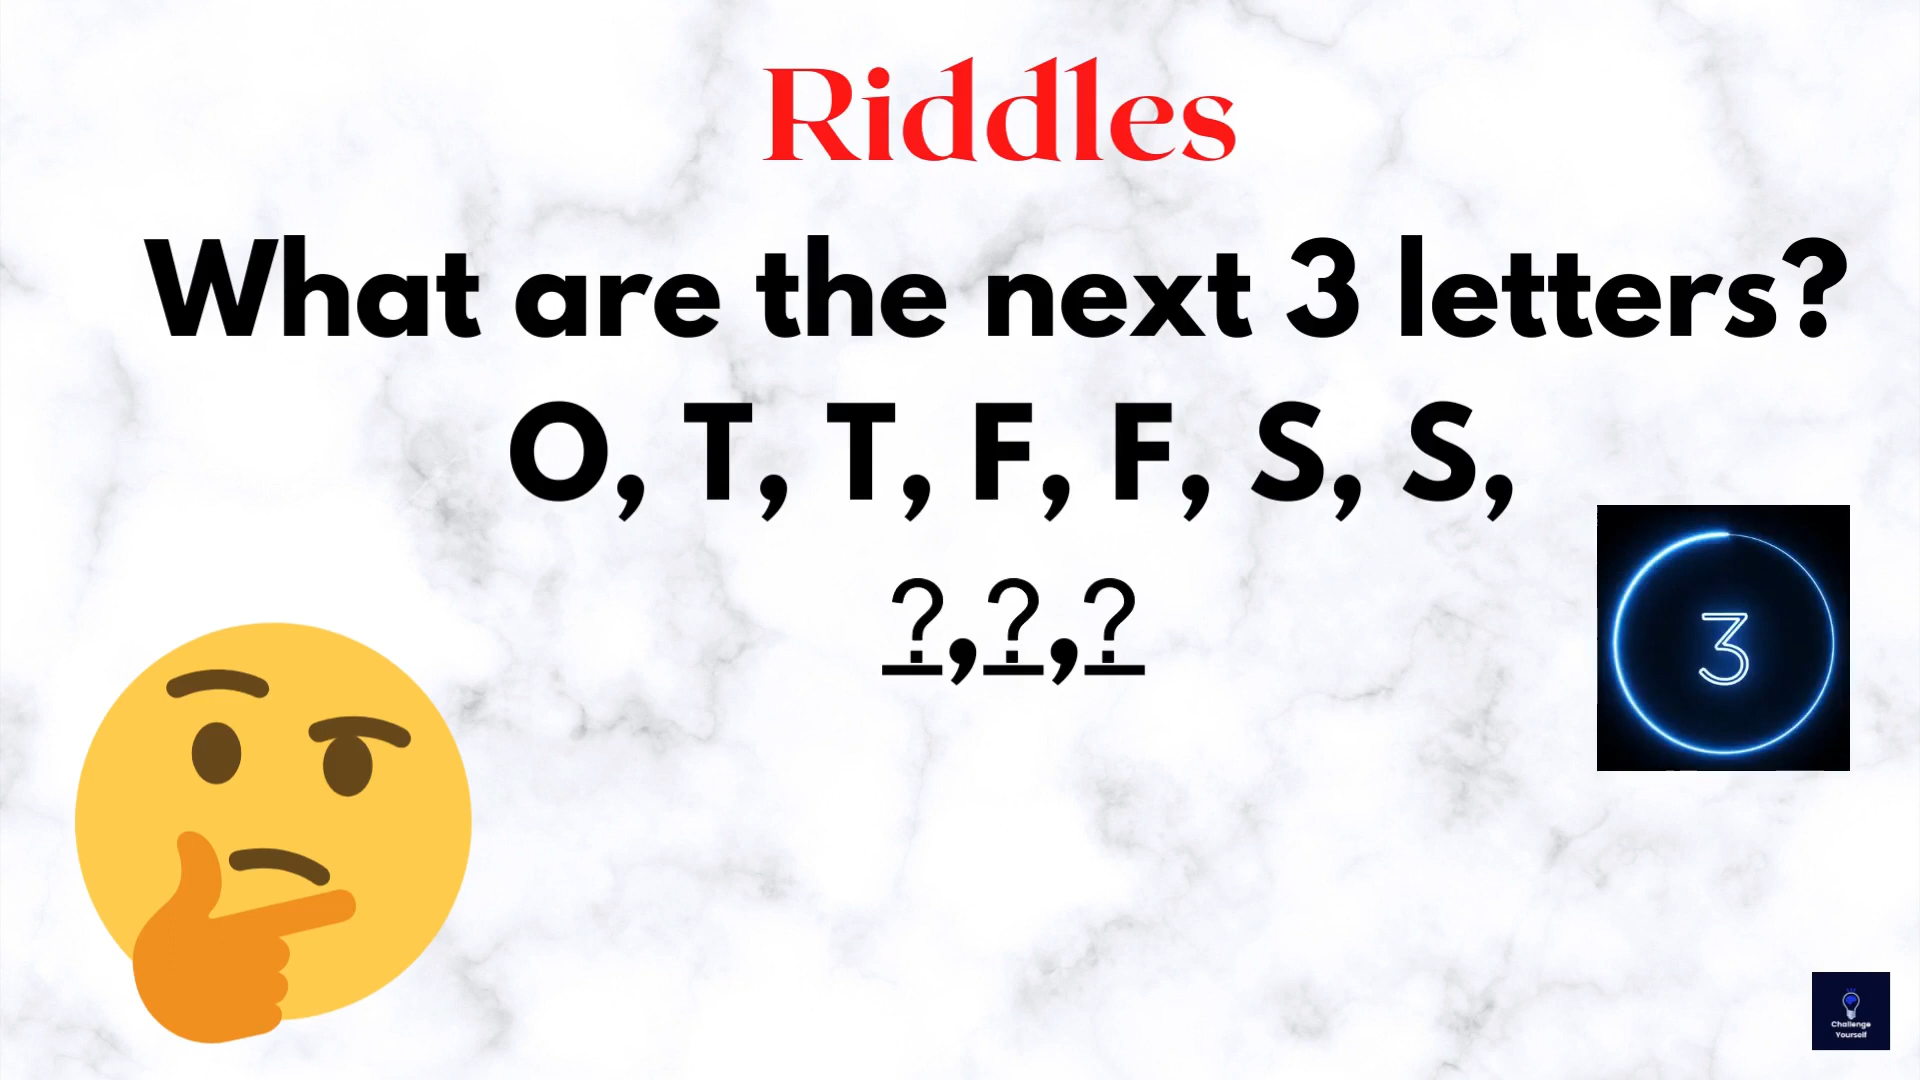 Riddles
What are the next 3 letters?
O, T, T, F, F, S, S,
?,?,?
3
Challenge
Yourself